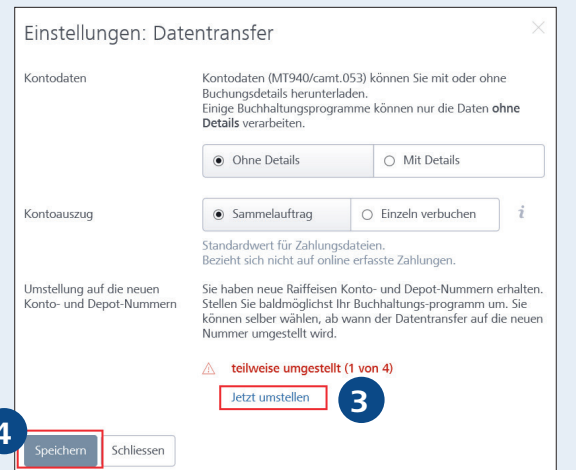 Einstellungen: Datentransfer
Kontodaten
Kontodaten (MT940/camt.053) können Sie mit oder ohne
Buchungsdetails herunterladen.
Einige Buchhaltungsprogramme können nur die Daten ohne
Details verarbeiten.
Ohne Details
Mit Details
Kontoauszug
Sammelauftrag
Einzeln verbuchen
i
Standardwert für Zahlungsdateien.
Bezieht sich nicht auf online erfasste Zahlungen.
Umstellung auf die neuen
Konto- und Depot-Nummern
Sie haben neue Raiffeisen Konto- und Depot-Nummern erhalten.
Stellen Sie baldmöglichst Ihr Buchhaltungs-programm um. Sie
können selber wählen, ab wann der Datentransfer auf die neuen
Nummer umgestellt wird.
teilweise umgestellt (1 von 4)
Jetzt umstellen
3
4
Speichern
Schliessen